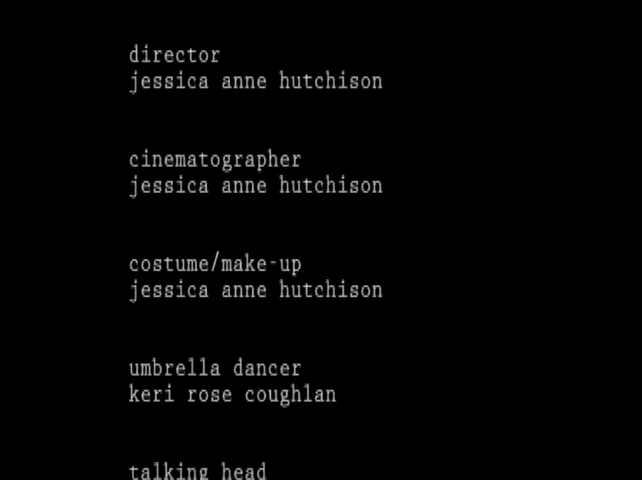 director
jessica anne hutchison
cinematographer
jessica anne hutchison
costume/make-up
jessica anne hutchison
umbrella dancer
keri rose coughlan
talking head